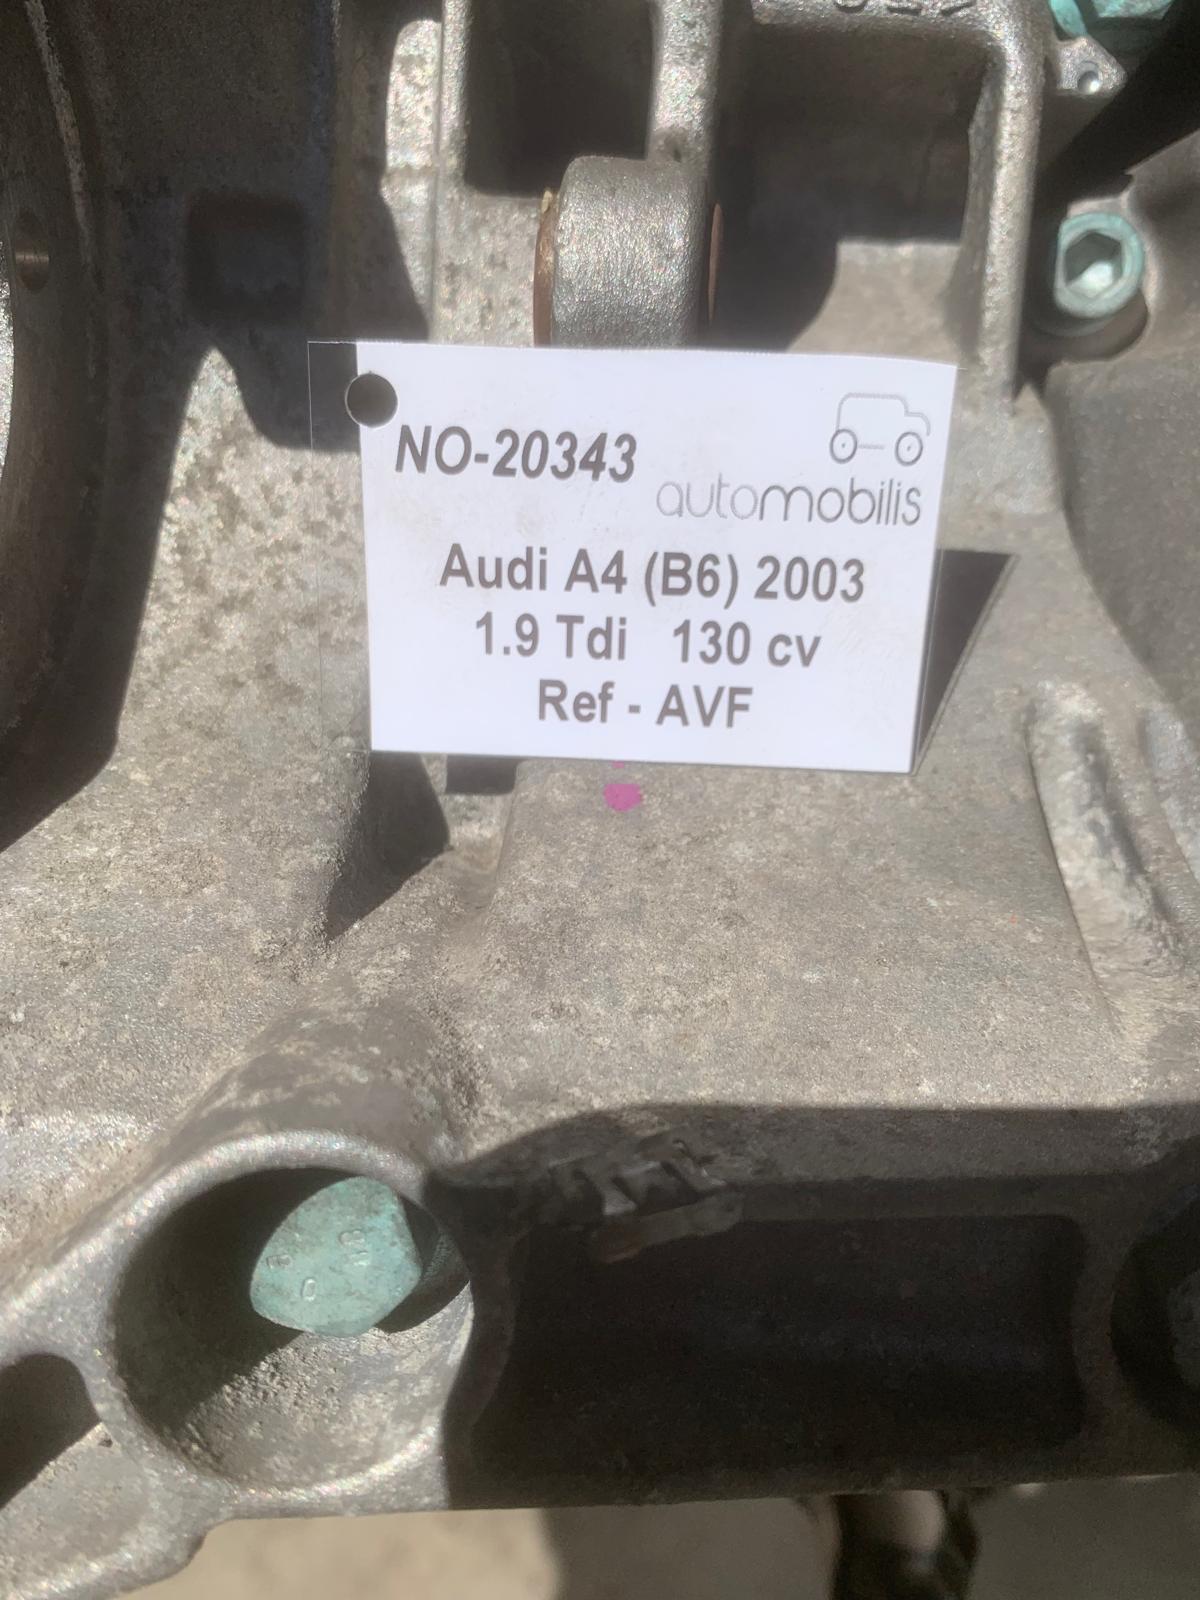 NO-20343
automobilis
Audi A4 (B6) 2003
1.9 Tdi 130 cv
Ref - AVF